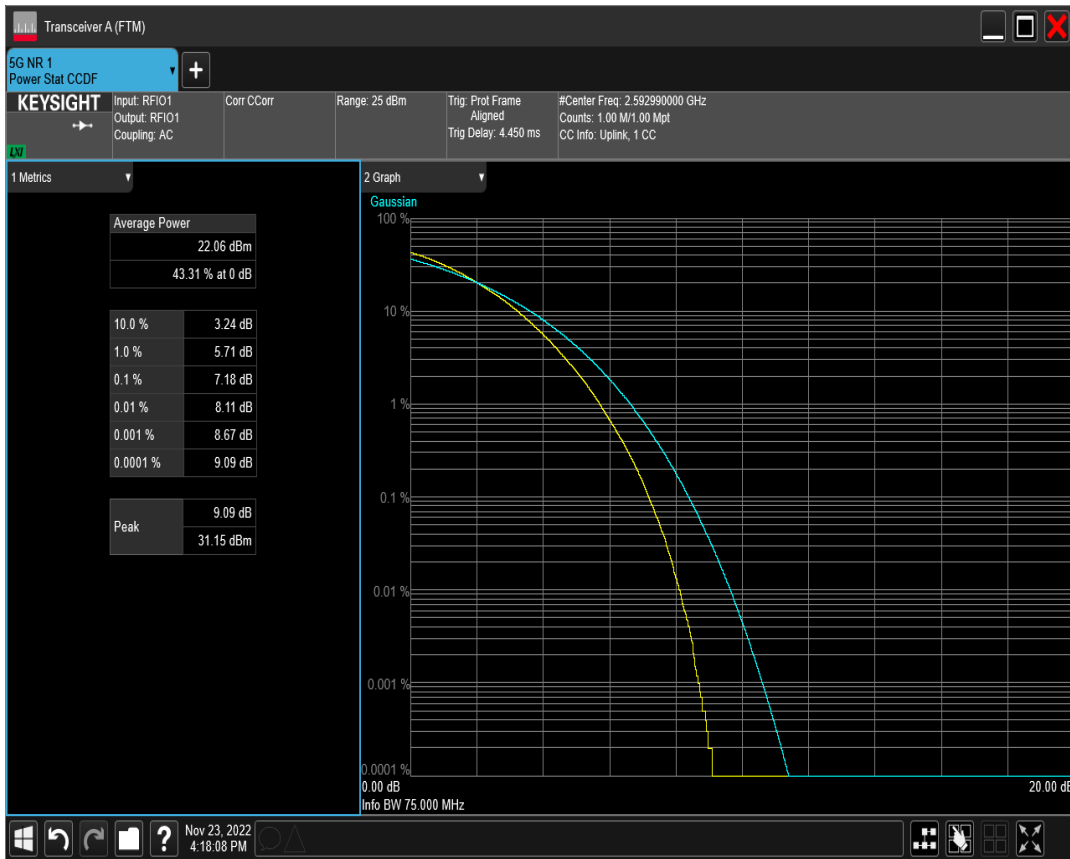 Transceiver A (FTM)
5G NR 1
Power Stat CCDF
+
KEYSIGHT
LXI
Input: RFIO1
Output: RFIO1
Coupling: AC
Corr CCorr
Range: 25 dBm
Trig: Prot Frame
Aligned
Trig Delay: 4.450 ms
#Center Freq: 2.592990000 GHz
Counts: 1.00 M/1.00 Mpt
CC Info: Uplink, 1 CC
1 Metrics
Average Power
22.06 dBm
43.31 % at 0 dB
10.0 % 3.24 dB
1.0 % 5.71 dB
0.1 % 7.18 dB
0.01 % 8.11 dB
0.001 % 8.67 dB
0.0001 % 9.09 dB
Peak 9.09 dB
31.15 dBm
2 Graph
Gaussian
100 %
10 %
1 %
0.1 %
0.01 %
0.001 %
0.0001 %
0.00 dB 20.00 dB
Info BW 75.000 MHz
?
Nov 23, 2022
4:18:08 PM